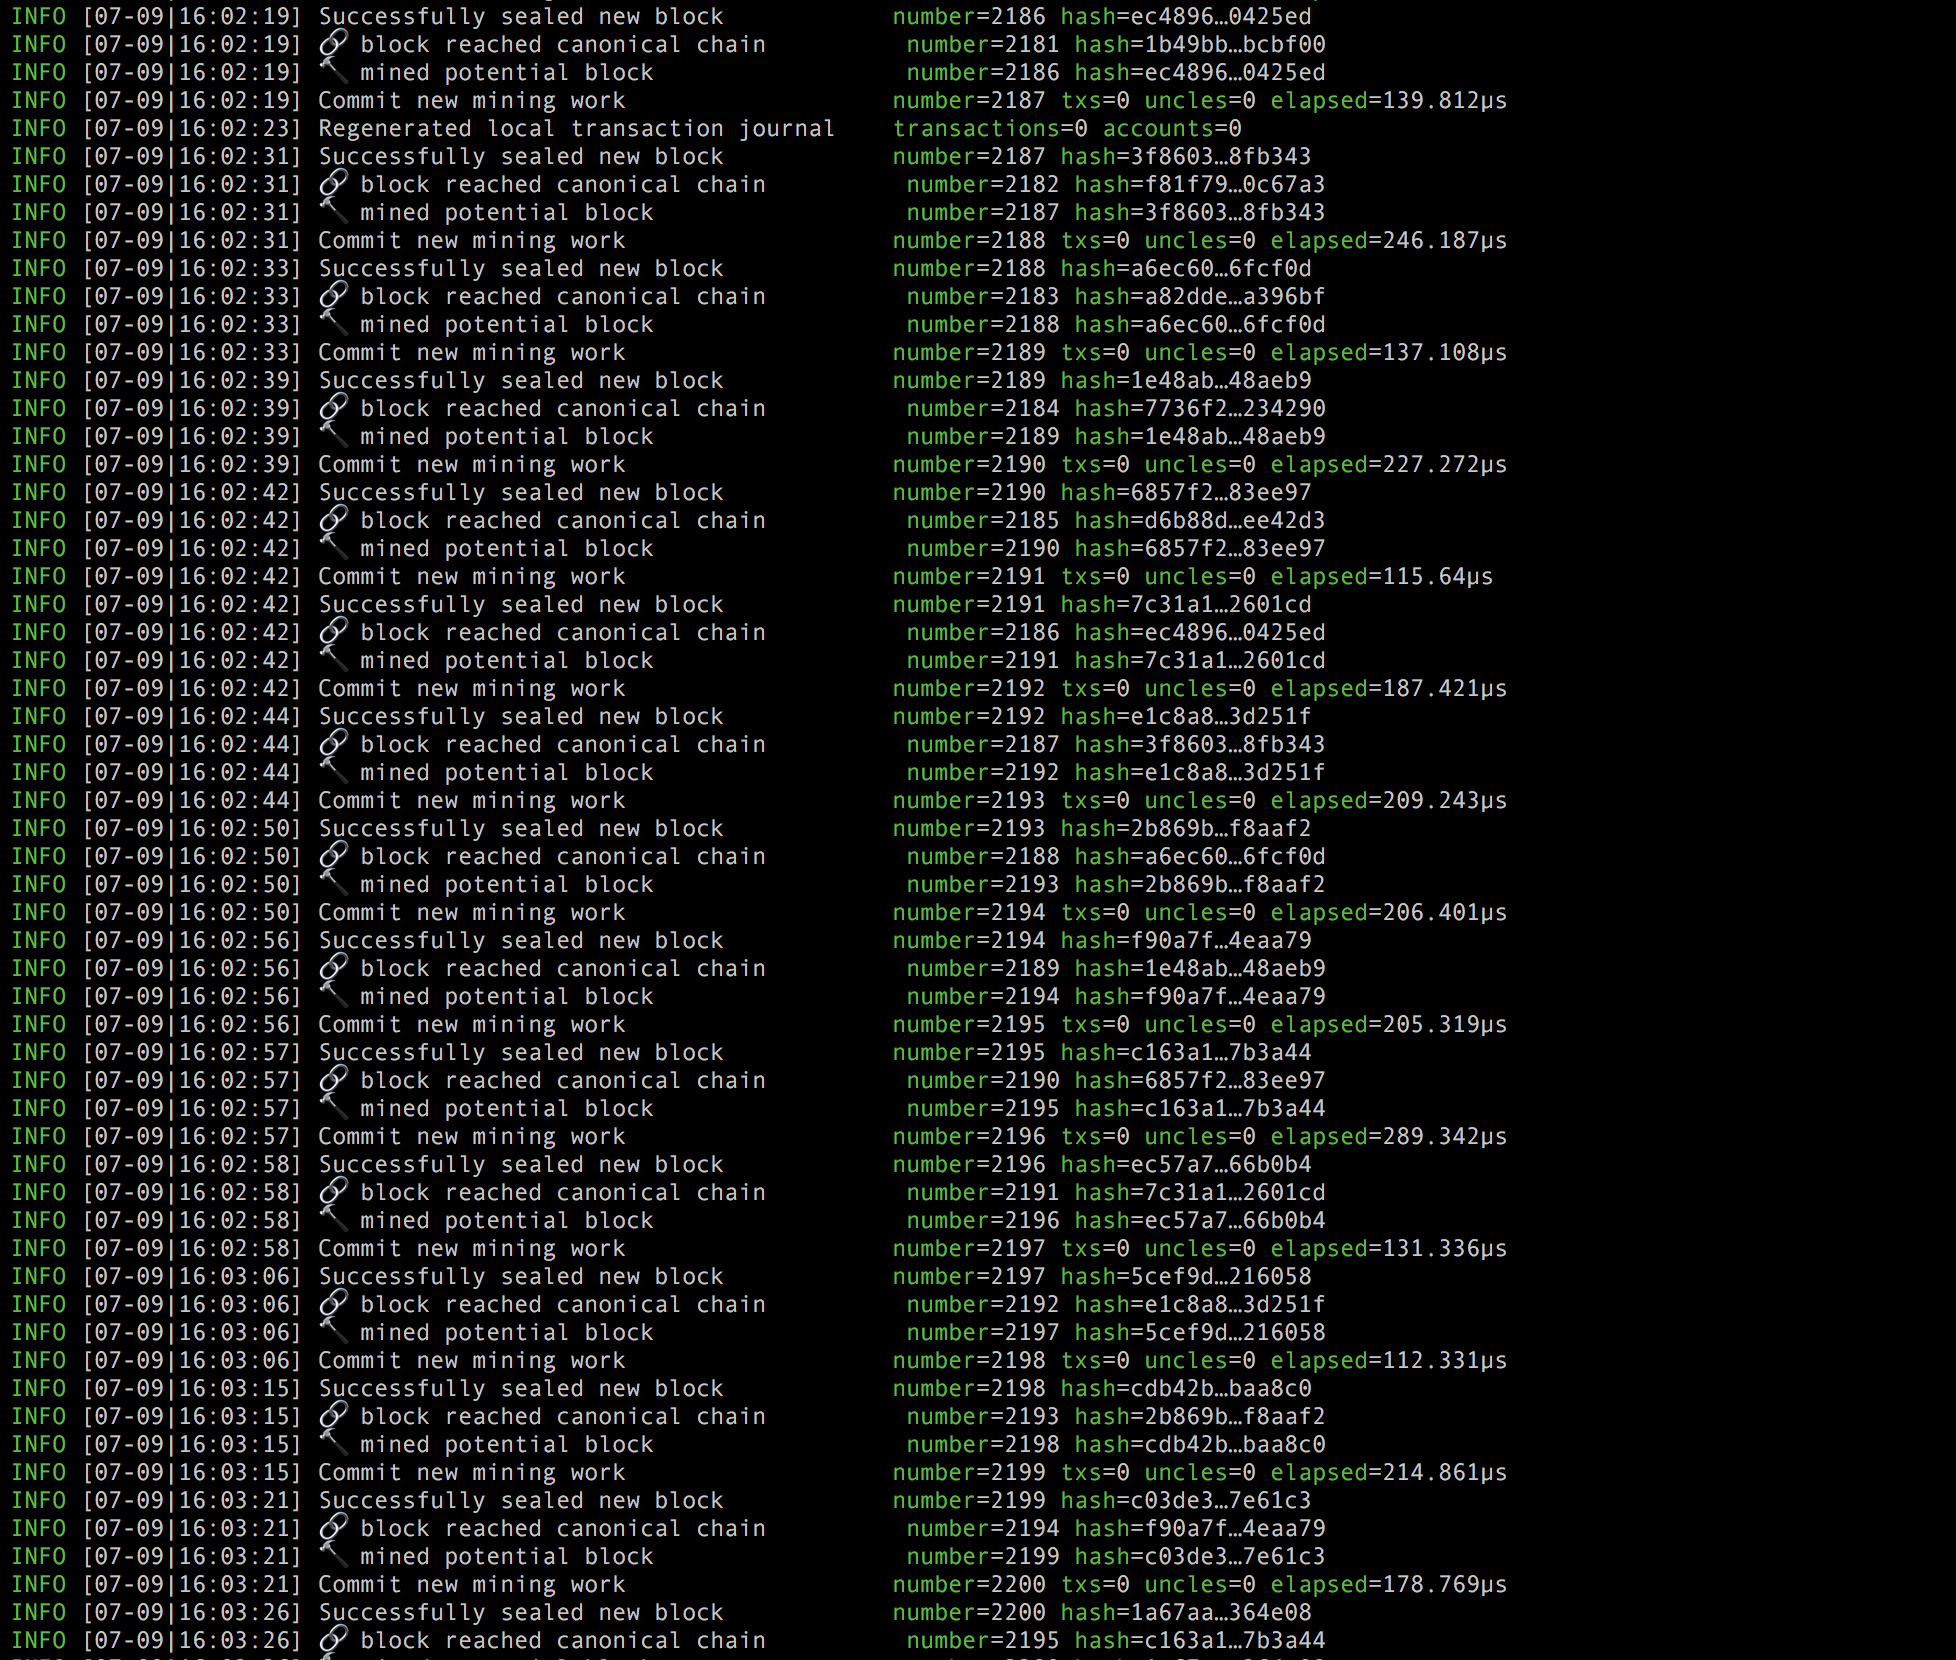 INFO [07-09|16:02:19] Successfully sealed new block number=2186 hash=ec4896…0425ed
INFO [07-09|16:02:19] 🔗 block reached canonical chain number=2181 hash=1b49bb…bcbf00
INFO [07-09|16:02:19] 🔨 mined potential block number=2186 hash=ec4896…0425ed
INFO [07-09|16:02:19] Commit new mining work number=2187 txs=0 uncles=0 elapsed=139.812µs
INFO [07-09|16:02:23] Regenerated local transaction journal transactions=0 accounts=0
INFO [07-09|16:02:31] Successfully sealed new block number=2187 hash=3f8603…8fb343
INFO [07-09|16:02:31] 🔗 block reached canonical chain number=2182 hash=f81f79…0c67a3
INFO [07-09|16:02:31] 🔨 mined potential block number=2187 hash=3f8603…8fb343
INFO [07-09|16:02:31] Commit new mining work number=2188 txs=0 uncles=0 elapsed=246.187µs
INFO [07-09|16:02:33] Successfully sealed new block number=2188 hash=a6ec60…6fcf0d
INFO [07-09|16:02:33] 🔗 block reached canonical chain number=2183 hash=a82dde…a396bf
INFO [07-09|16:02:33] 🔨 mined potential block number=2188 hash=a6ec60…6fcf0d
INFO [07-09|16:02:33] Commit new mining work number=2189 txs=0 uncles=0 elapsed=137.108µs
INFO [07-09|16:02:39] Successfully sealed new block number=2189 hash=1e48ab…48aeb9
INFO [07-09|16:02:39] 🔗 block reached canonical chain number=2184 hash=7736f2…234290
INFO [07-09|16:02:39] 🔨 mined potential block number=2189 hash=1e48ab…48aeb9
INFO [07-09|16:02:39] Commit new mining work number=2190 txs=0 uncles=0 elapsed=227.272µs
INFO [07-09|16:02:42] Successfully sealed new block number=2190 hash=6857f2…83ee97
INFO [07-09|16:02:42] 🔗 block reached canonical chain number=2185 hash=d6b88d…ee42d3
INFO [07-09|16:02:42] 🔨 mined potential block number=2190 hash=6857f2…83ee97
INFO [07-09|16:02:42] Commit new mining work number=2191 txs=0 uncles=0 elapsed=115.64µs
INFO [07-09|16:02:42] Successfully sealed new block number=2191 hash=7c31a1…2601cd
INFO [07-09|16:02:42] 🔗 block reached canonical chain number=2186 hash=ec4896…0425ed
INFO [07-09|16:02:42] 🔨 mined potential block number=2191 hash=7c31a1…2601cd
INFO [07-09|16:02:42] Commit new mining work number=2192 txs=0 uncles=0 elapsed=187.421µs
INFO [07-09|16:02:44] Successfully sealed new block number=2192 hash=e1c8a8…3d251f
INFO [07-09|16:02:44] 🔗 block reached canonical chain number=2187 hash=3f8603…8fb343
INFO [07-09|16:02:44] 🔨 mined potential block number=2192 hash=e1c8a8…3d251f
INFO [07-09|16:02:44] Commit new mining work number=2193 txs=0 uncles=0 elapsed=209.243µs
INFO [07-09|16:02:50] Successfully sealed new block number=2193 hash=2b869b…f8aaf2
INFO [07-09|16:02:50] 🔗 block reached canonical chain number=2188 hash=a6ec60…6fcf0d
INFO [07-09|16:02:50] 🔨 mined potential block number=2193 hash=2b869b…f8aaf2
INFO [07-09|16:02:50] Commit new mining work number=2194 txs=0 uncles=0 elapsed=206.401µs
INFO [07-09|16:02:56] Successfully sealed new block number=2194 hash=f90a7f…4eaa79
INFO [07-09|16:02:56] 🔗 block reached canonical chain number=2189 hash=1e48ab…48aeb9
INFO [07-09|16:02:56] 🔨 mined potential block number=2194 hash=f90a7f…4eaa79
INFO [07-09|16:02:56] Commit new mining work number=2195 txs=0 uncles=0 elapsed=205.319µs
INFO [07-09|16:02:57] Successfully sealed new block number=2195 hash=c163a1…7b3a44
INFO [07-09|16:02:57] 🔗 block reached canonical chain number=2190 hash=6857f2…83ee97
INFO [07-09|16:02:57] 🔨 mined potential block number=2195 hash=c163a1…7b3a44
INFO [07-09|16:02:57] Commit new mining work number=2196 txs=0 uncles=0 elapsed=289.342µs
INFO [07-09|16:02:58] Successfully sealed new block number=2196 hash=ec57a7…66b0b4
INFO [07-09|16:02:58] 🔗 block reached canonical chain number=2191 hash=7c31a1…2601cd
INFO [07-09|16:02:58] 🔨 mined potential block number=2196 hash=ec57a7…66b0b4
INFO [07-09|16:02:58] Commit new mining work number=2197 txs=0 uncles=0 elapsed=131.336µs
INFO [07-09|16:03:06] Successfully sealed new block number=2197 hash=5cef9d…216058
INFO [07-09|16:03:06] 🔗 block reached canonical chain number=2192 hash=e1c8a8…3d251f
INFO [07-09|16:03:06] 🔨 mined potential block number=2197 hash=5cef9d…216058
INFO [07-09|16:03:06] Commit new mining work number=2198 txs=0 uncles=0 elapsed=112.331µs
INFO [07-09|16:03:15] Successfully sealed new block number=2198 hash=cdb42b…baa8c0
INFO [07-09|16:03:15] 🔗 block reached canonical chain number=2193 hash=2b869b…f8aaf2
INFO [07-09|16:03:15] 🔨 mined potential block number=2198 hash=cdb42b…baa8c0
INFO [07-09|16:03:15] Commit new mining work number=2199 txs=0 uncles=0 elapsed=214.861µs
INFO [07-09|16:03:21] Successfully sealed new block number=2199 hash=c03de3…7e61c3
INFO [07-09|16:03:21] 🔗 block reached canonical chain number=2194 hash=f90a7f…4eaa79
INFO [07-09|16:03:21] 🔨 mined potential block number=2199 hash=c03de3…7e61c3
INFO [07-09|16:03:21] Commit new mining work number=2200 txs=0 uncles=0 elapsed=178.769µs
INFO [07-09|16:03:26] Successfully sealed new block number=2200 hash=1a67aa…364e08
INFO [07-09|16:03:26] 🔗 block reached canonical chain number=2195 hash=c163a1…7b3a44